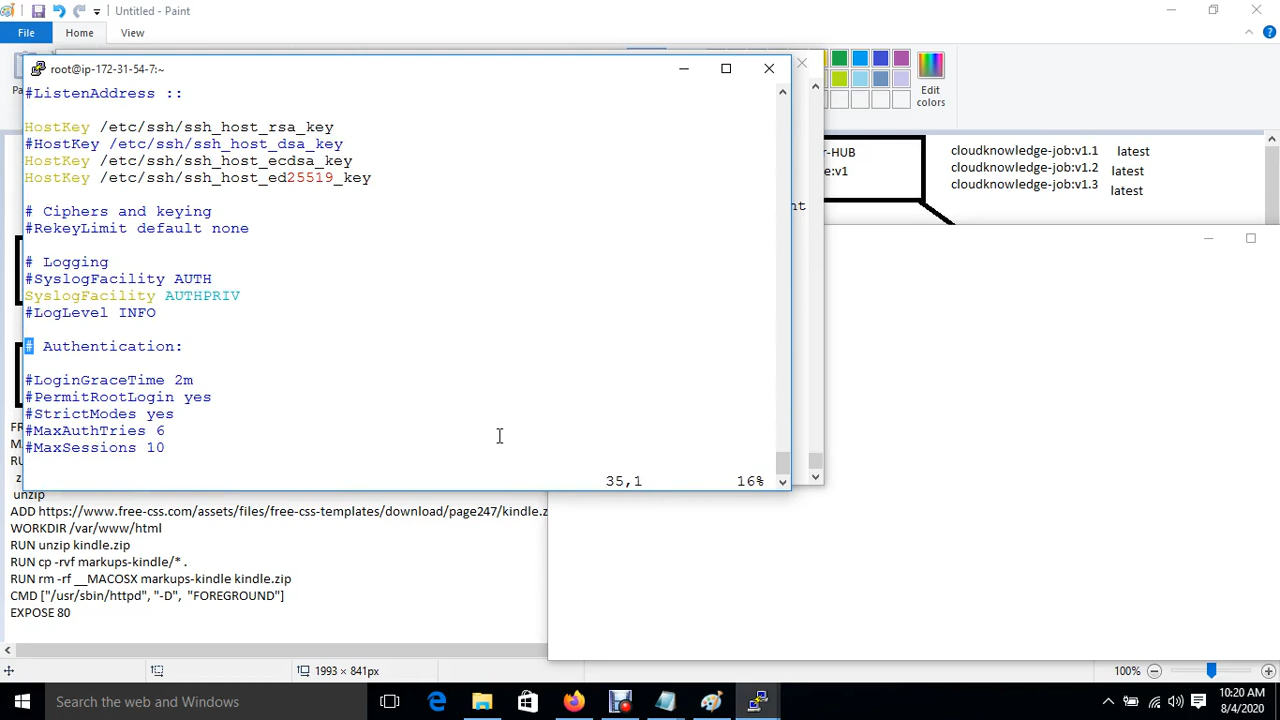 Untitled - Paint
File
Home
View
root@ip-172-31-54-7:~
Edit
colors
#ListenAddress ::
HostKey /etc/ssh/ssh_host_rsa_key
#HostKey /etc/ssh/ssh_host_dsa_key
HostKey /etc/ssh/ssh_host_ecdsa_key
HostKey /etc/ssh/ssh_host_ed25519_key
# Ciphers and keying
#RekeyLimit default none
# Logging
#SyslogFacility AUTH
SyslogFacility AUTHPRIV
#LogLevel INFO
# Authentication:
#LoginGraceTime 2m
#PermitRootLogin yes
#StrictModes yes
#MaxAuthTries 6
#MaxSessions 10
35,1 16%
r-HUB
e:v1
cloudknowledge-job:v1.1 latest
cloudknowledge-job:v1.2 latest
cloudknowledge-job:v1.3 latest
nt
unzip
ADD https://www.free-css.com/assets/files/free-css-templates/download/page247/kindle.z
WORKDIR /var/www/html
RUN unzip kindle.zip
RUN cp -rvf markups-kindle/* .
RUN rm -rf __MACOSX markups-kindle kindle.zip
CMD ["/usr/sbin/httpd", "-D", "FOREGROUND"]
EXPOSE 80
1993 × 841px
100%
Search the web and Windows
10:20 AM
8/4/2020